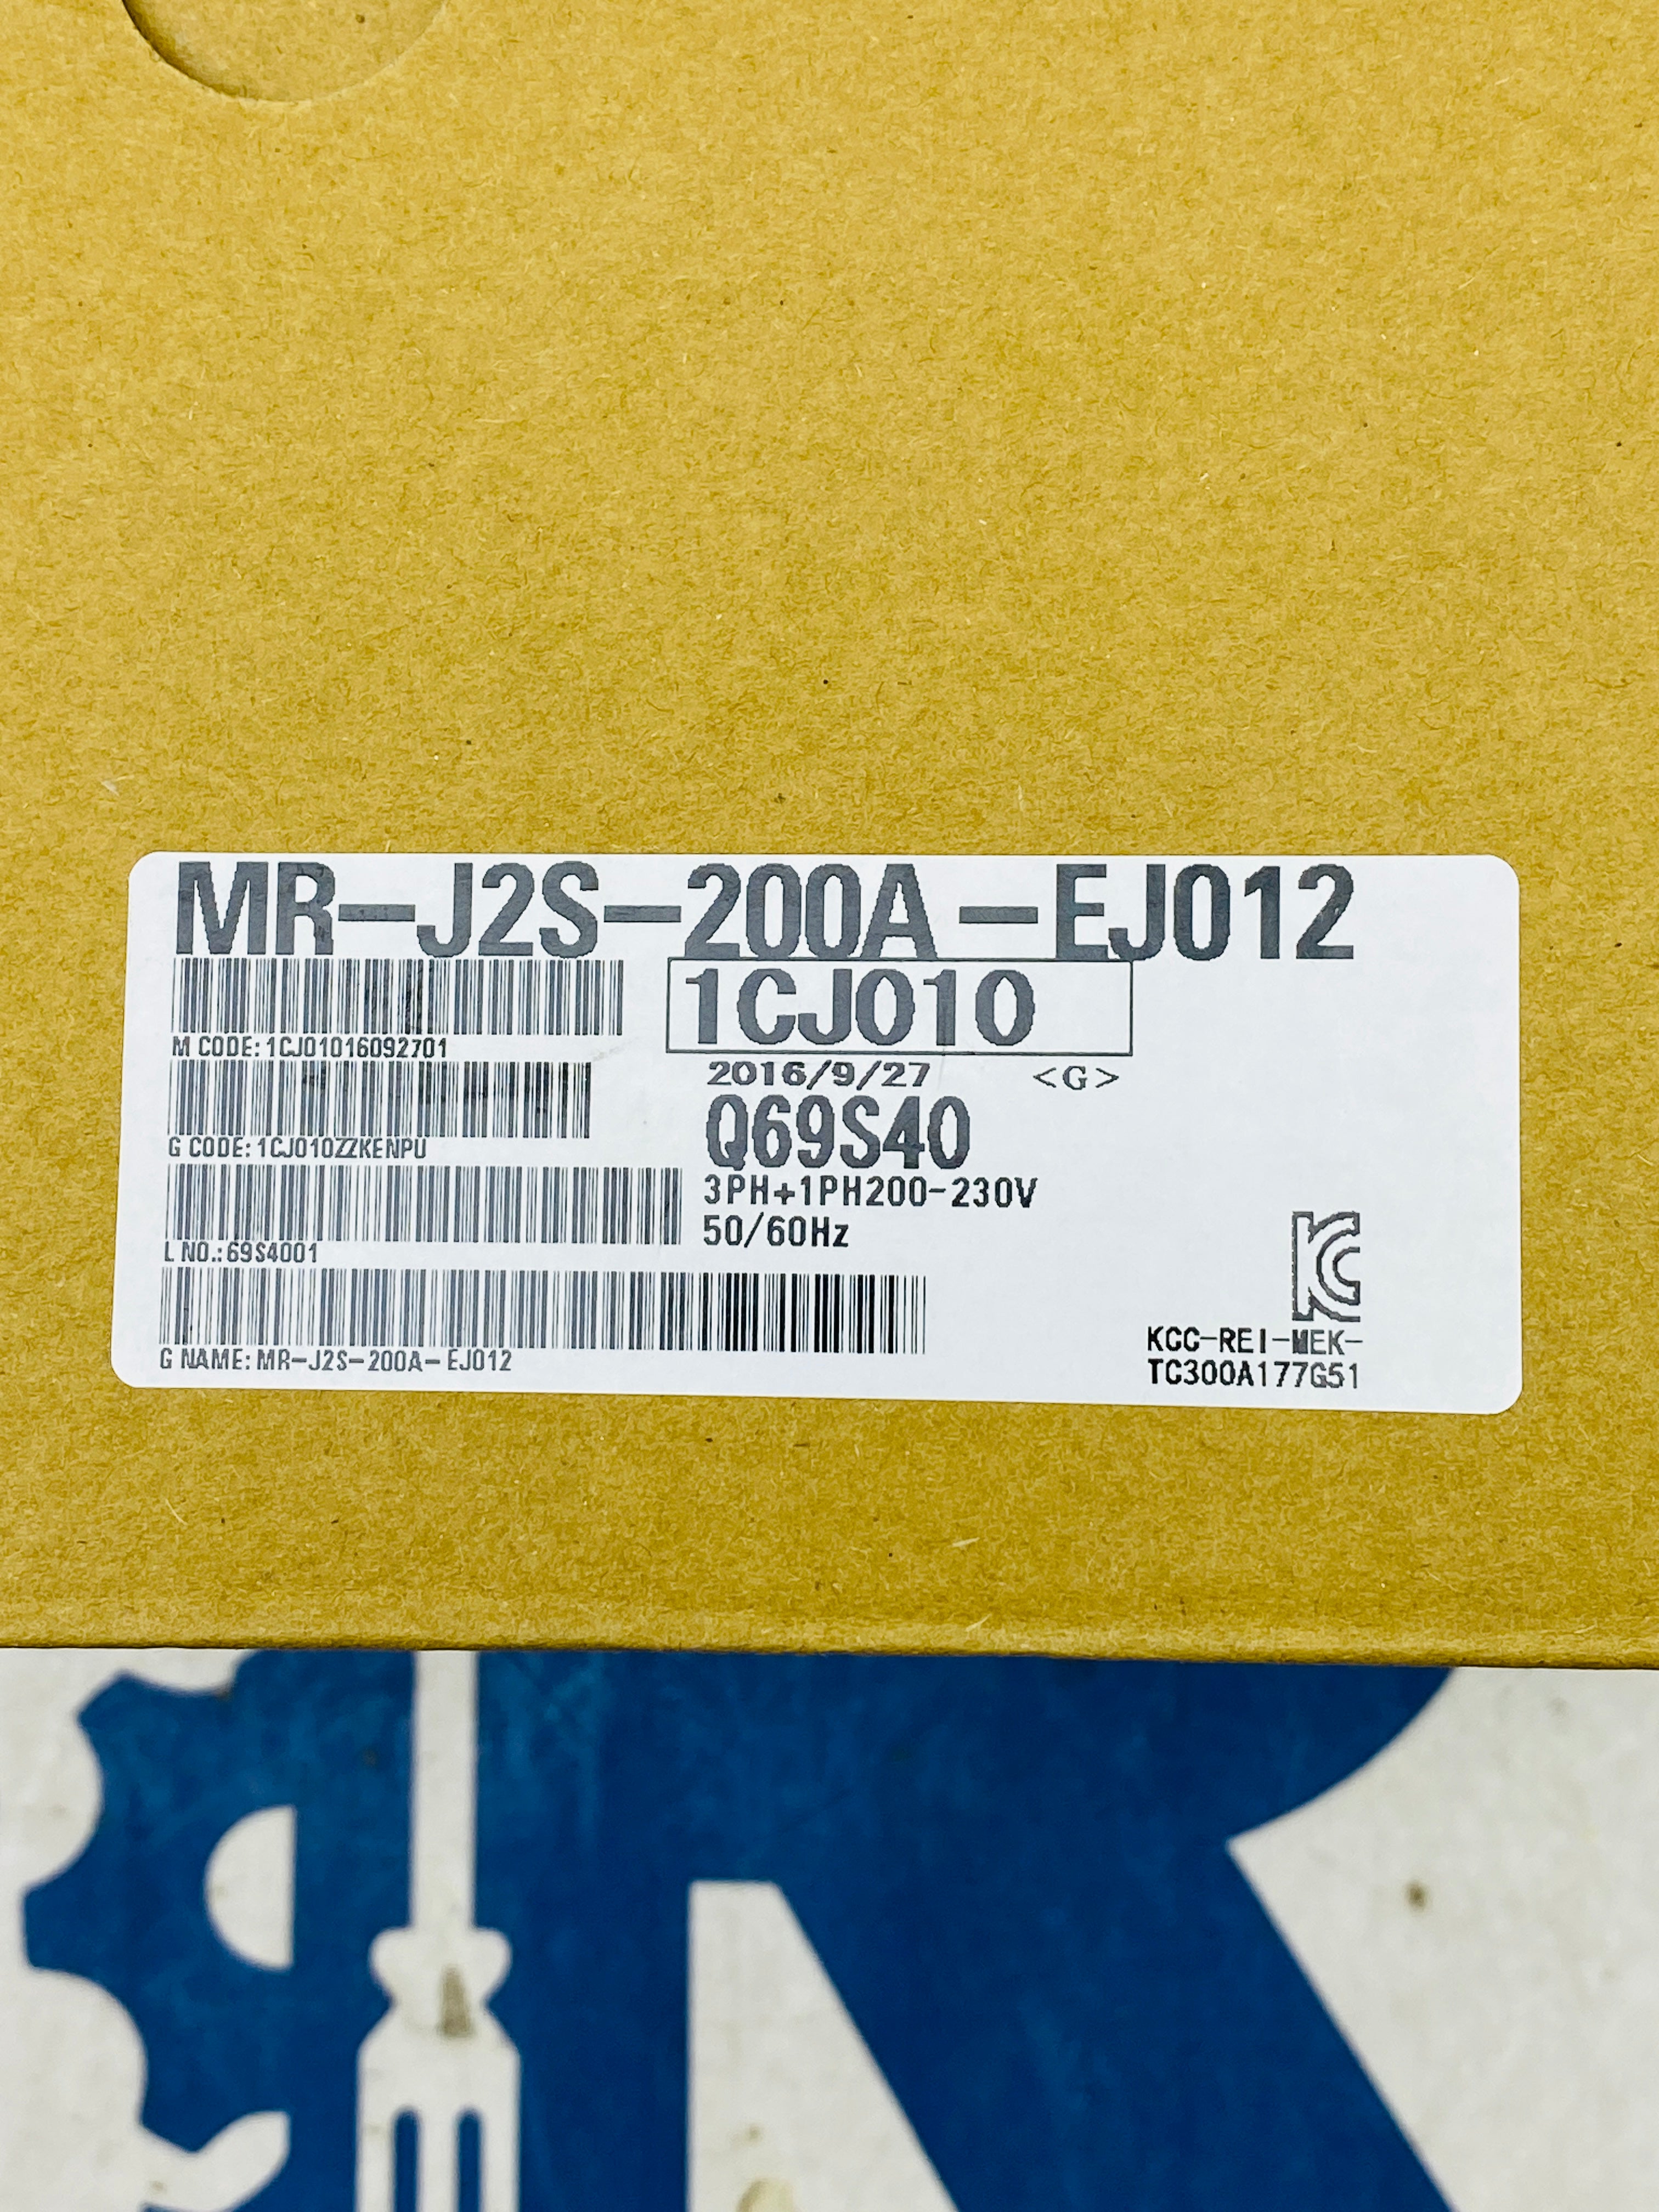 MR-J2S-200A-EJ012
1CJ010
M CODE:1CJ01016092701
2016/9/27 <G>
Q69S40
G CODE:1CJ010ZZKENPU
3PH+1PH200-230V
50/60Hz
L NO.:69S4001
G NAME:MR-J2S-200A-EJ012
KCC-REI-MEK-
TC300A177G51